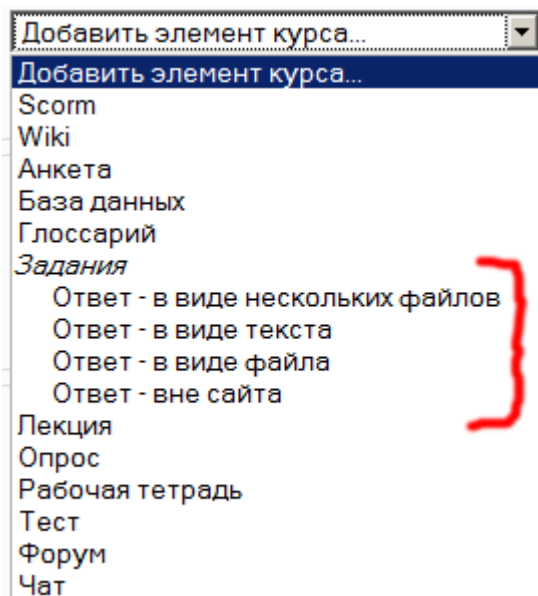 Добавить элемент курса...
Добавить элемент курса...
Scorm
Wiki
Анкета
База данных
Глоссарий
Задания
Ответ - в виде нескольких файлов
Ответ - в виде текста
Ответ - в виде файла
Ответ - вне сайта
Лекция
Опрос
Рабочая тетрадь
Тест
Форум
Чат